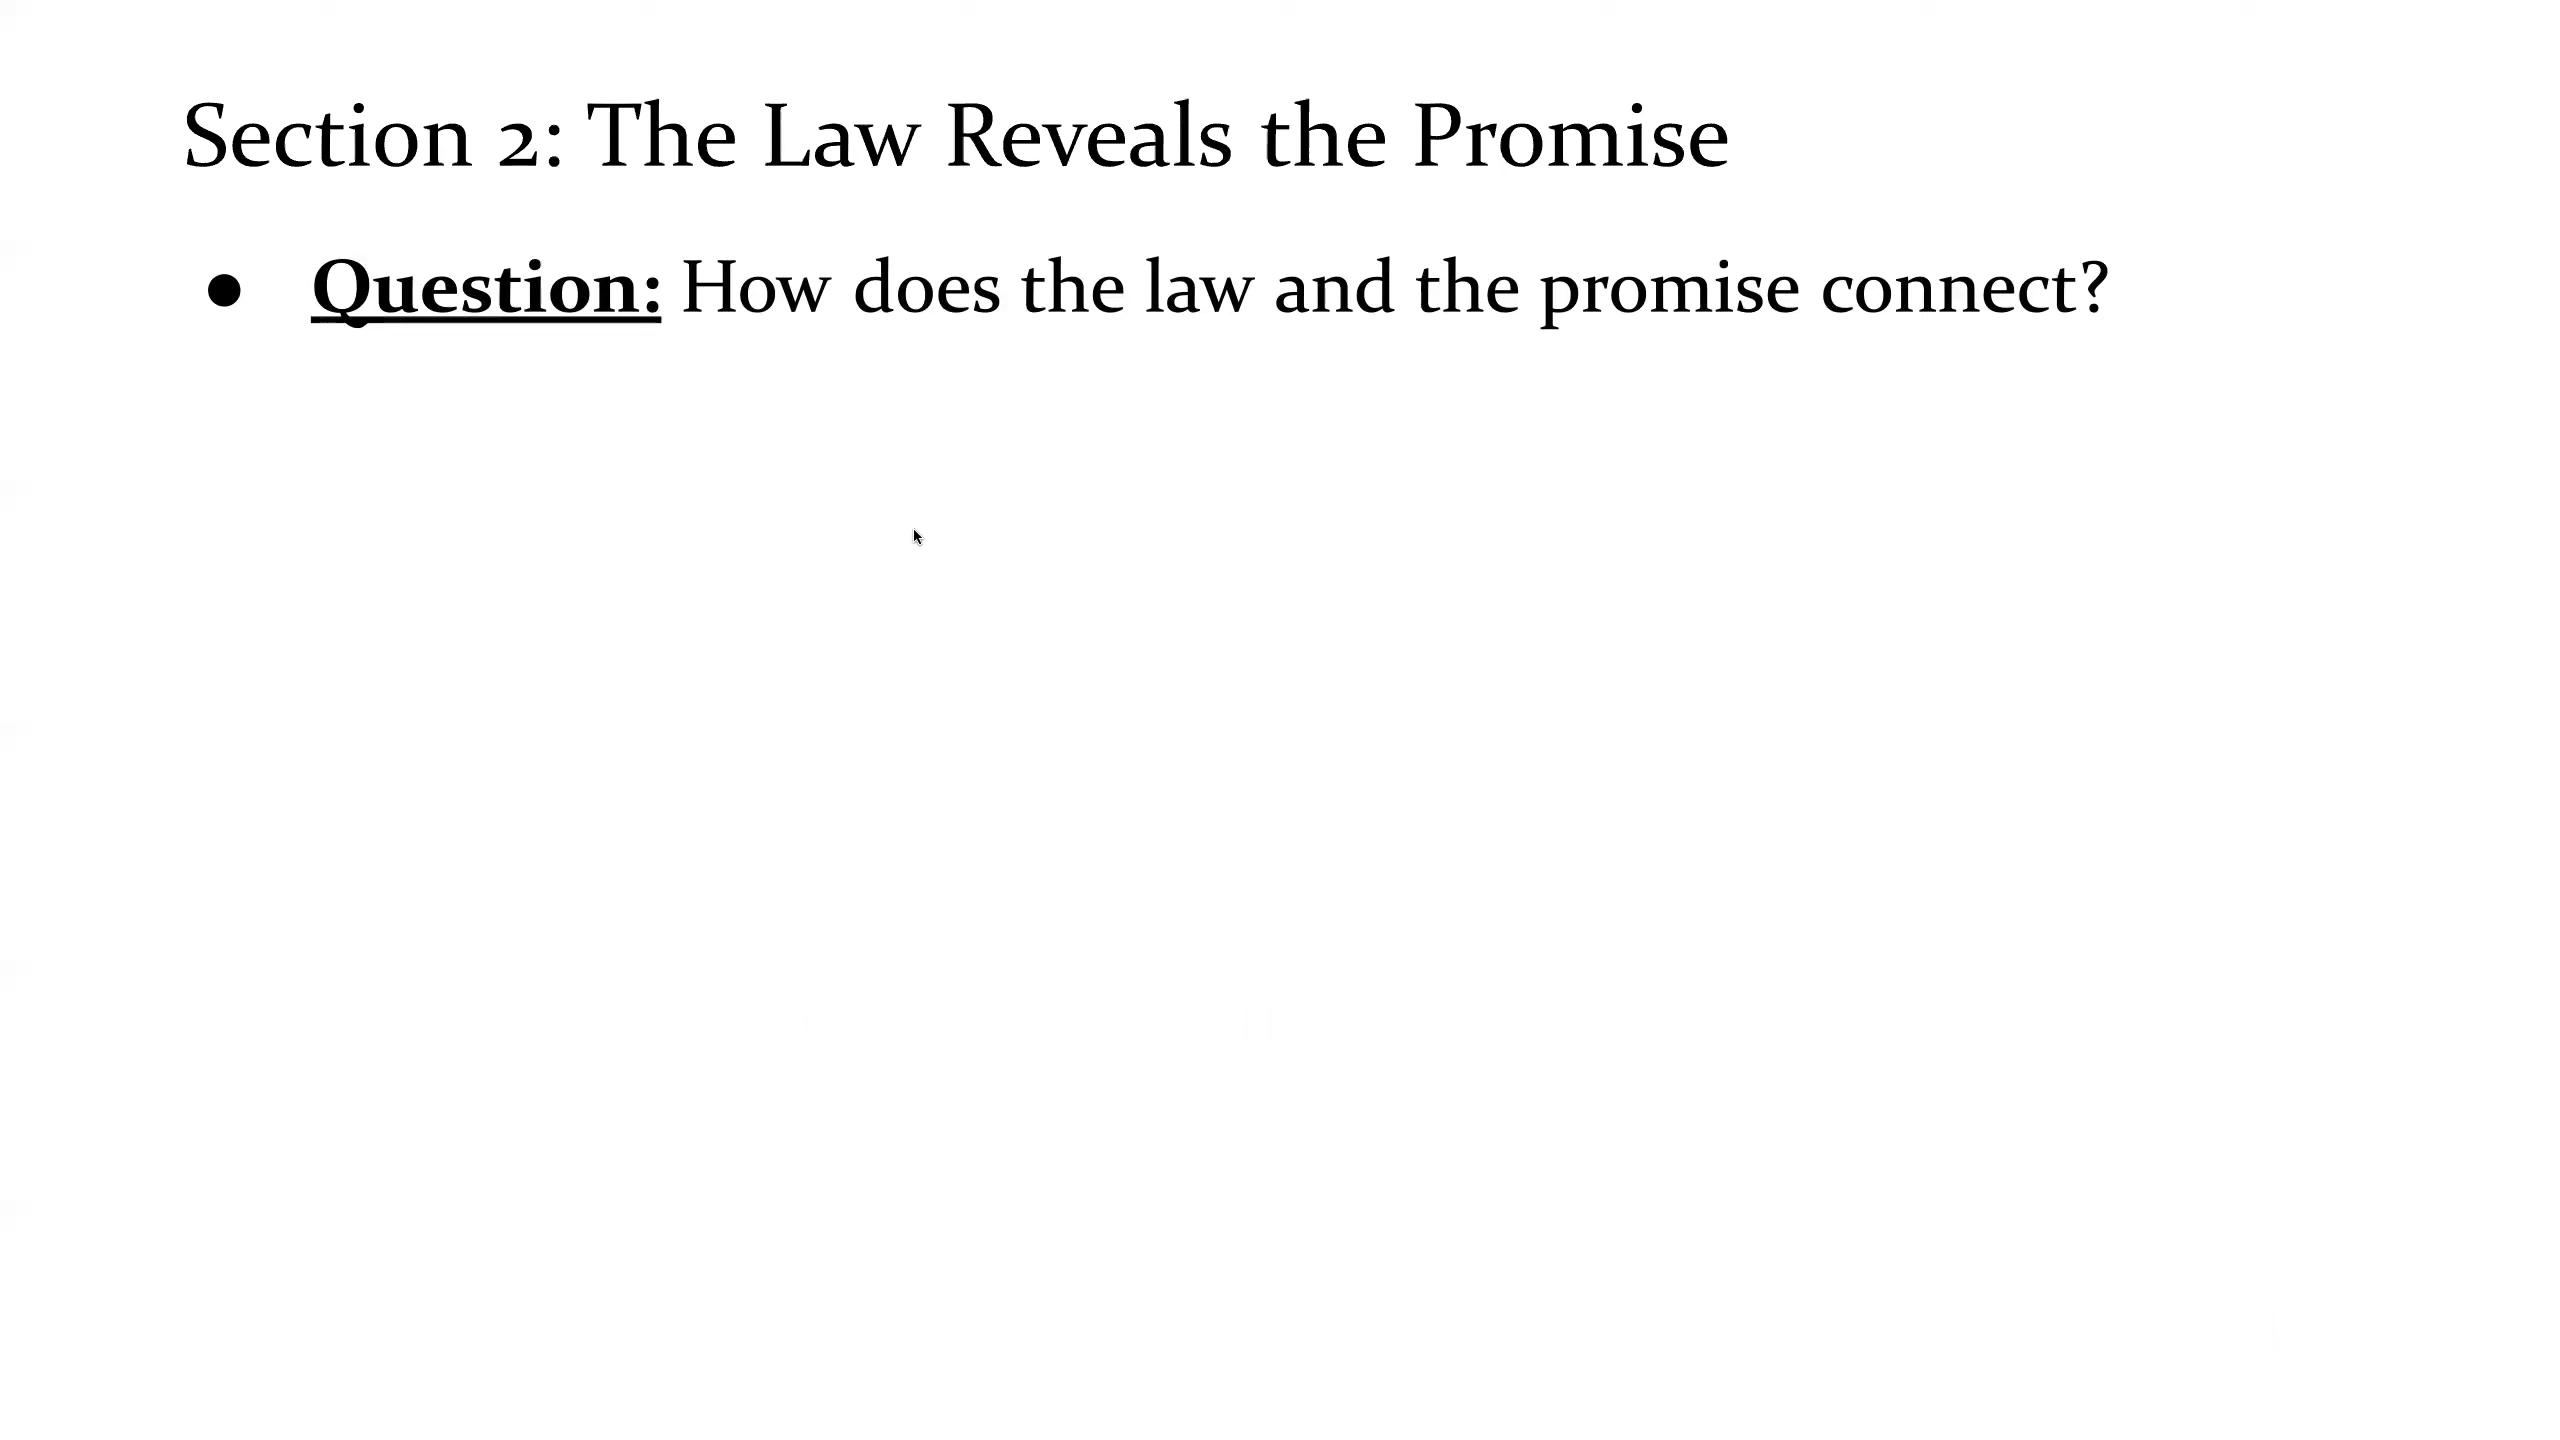 Section 2: The Law Reveals the Promise
● Question: How does the law and the promise connect?